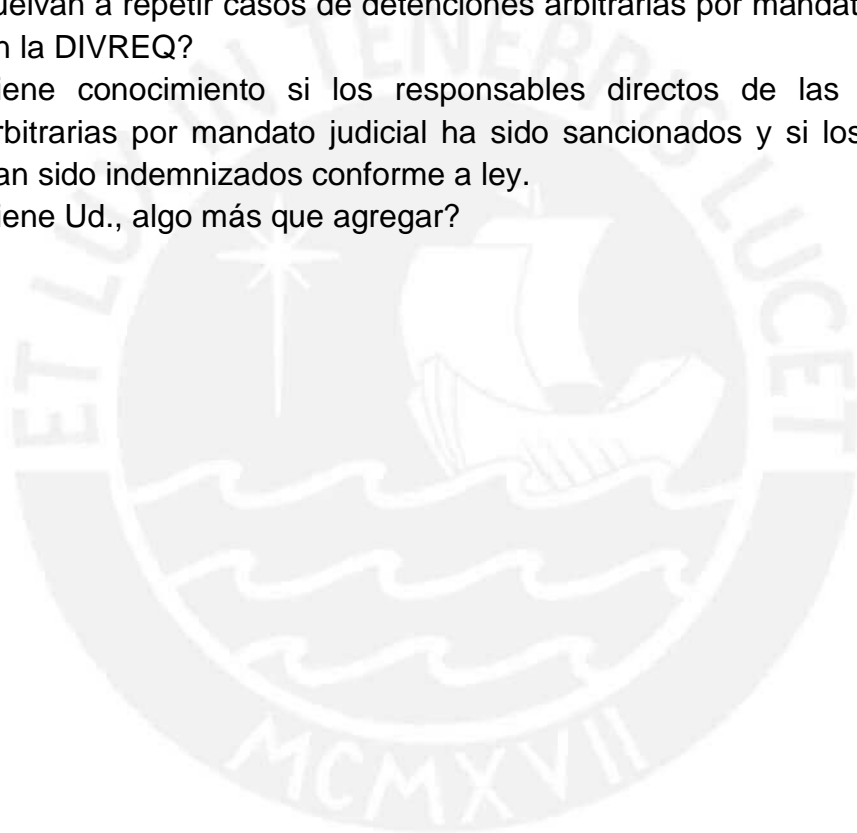 uelvan a repetir casos de detenciones arbitrarias por mandat
n la DIVREQ?
iene conocimiento si los responsables directos de las
rbitrarias por mandato judicial ha sido sancionados y si los
an sido indemnizados conforme a ley.
iene Ud., algo más que agregar?
ET LUX IN TENEBRIS LUCET
MCMXVII